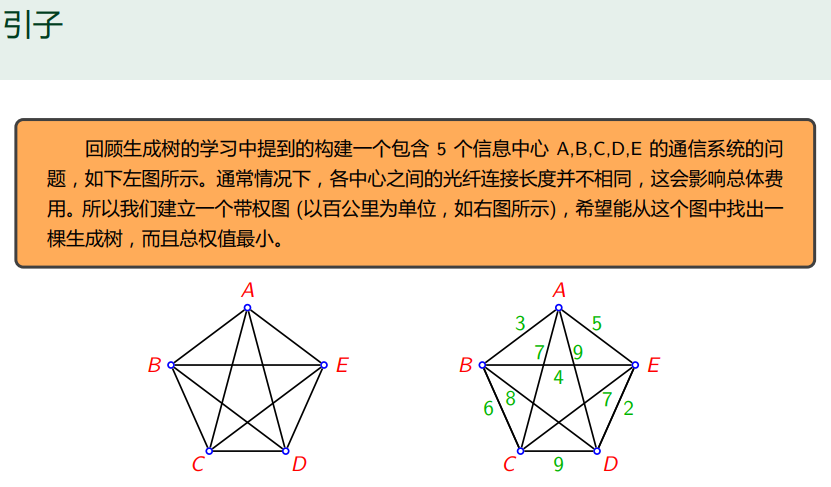 引子
回顾生成树的学习中提到的构建一个包含 5 个信息中心 A,B,C,D,E 的通信系统的问
题，如下左图所示。通常情况下，各中心之间的光纤连接长度并不相同，这会影响总体费
用。所以我们建立一个带权图 (以百公里为单位，如右图所示)，希望能从这个图中找出一
棵生成树，而且总权值最小。
A
B
E
C
D
A
3
5
7
9
B
E
4
8
7
6
2
C
D
9